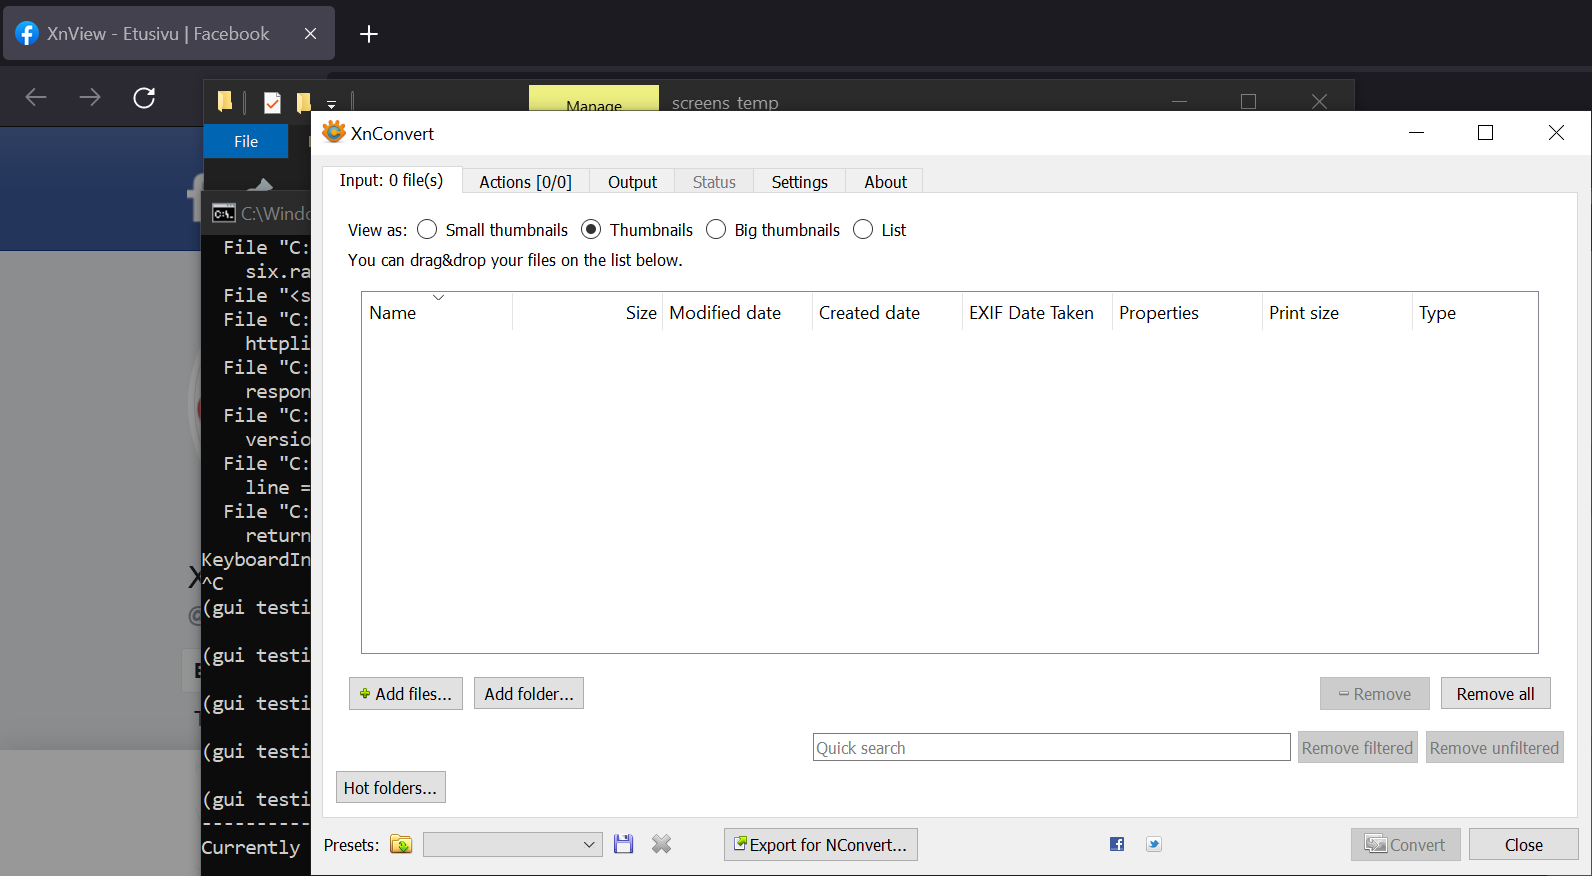 XnView - Etusivu | Facebook
Manage
screens temp
File
XnConvert
Input: 0 file(s)
Actions [0/0]
Output
Status
Settings
About
C:\Windo
View as:
Small thumbnails
Thumbnails
Big thumbnails
List
You can drag&drop your files on the list below.
Name
Size
Modified date
Created date
EXIF Date Taken
Properties
Print size
Type
File "C:
six.ra
File "<s
File "C:
httpli
File "C:
respon
File "C:
versio
File "C:
line =
File "C:
return
KeyboardIn
^C
(gui testi
(gui testi
(gui testi
(gui testi
(gui testi
----------
Currently
Add files...
Add folder...
Remove
Remove all
Quick search
Remove filtered
Remove unfiltered
Hot folders...
Presets:
Export for NConvert...
Convert
Close